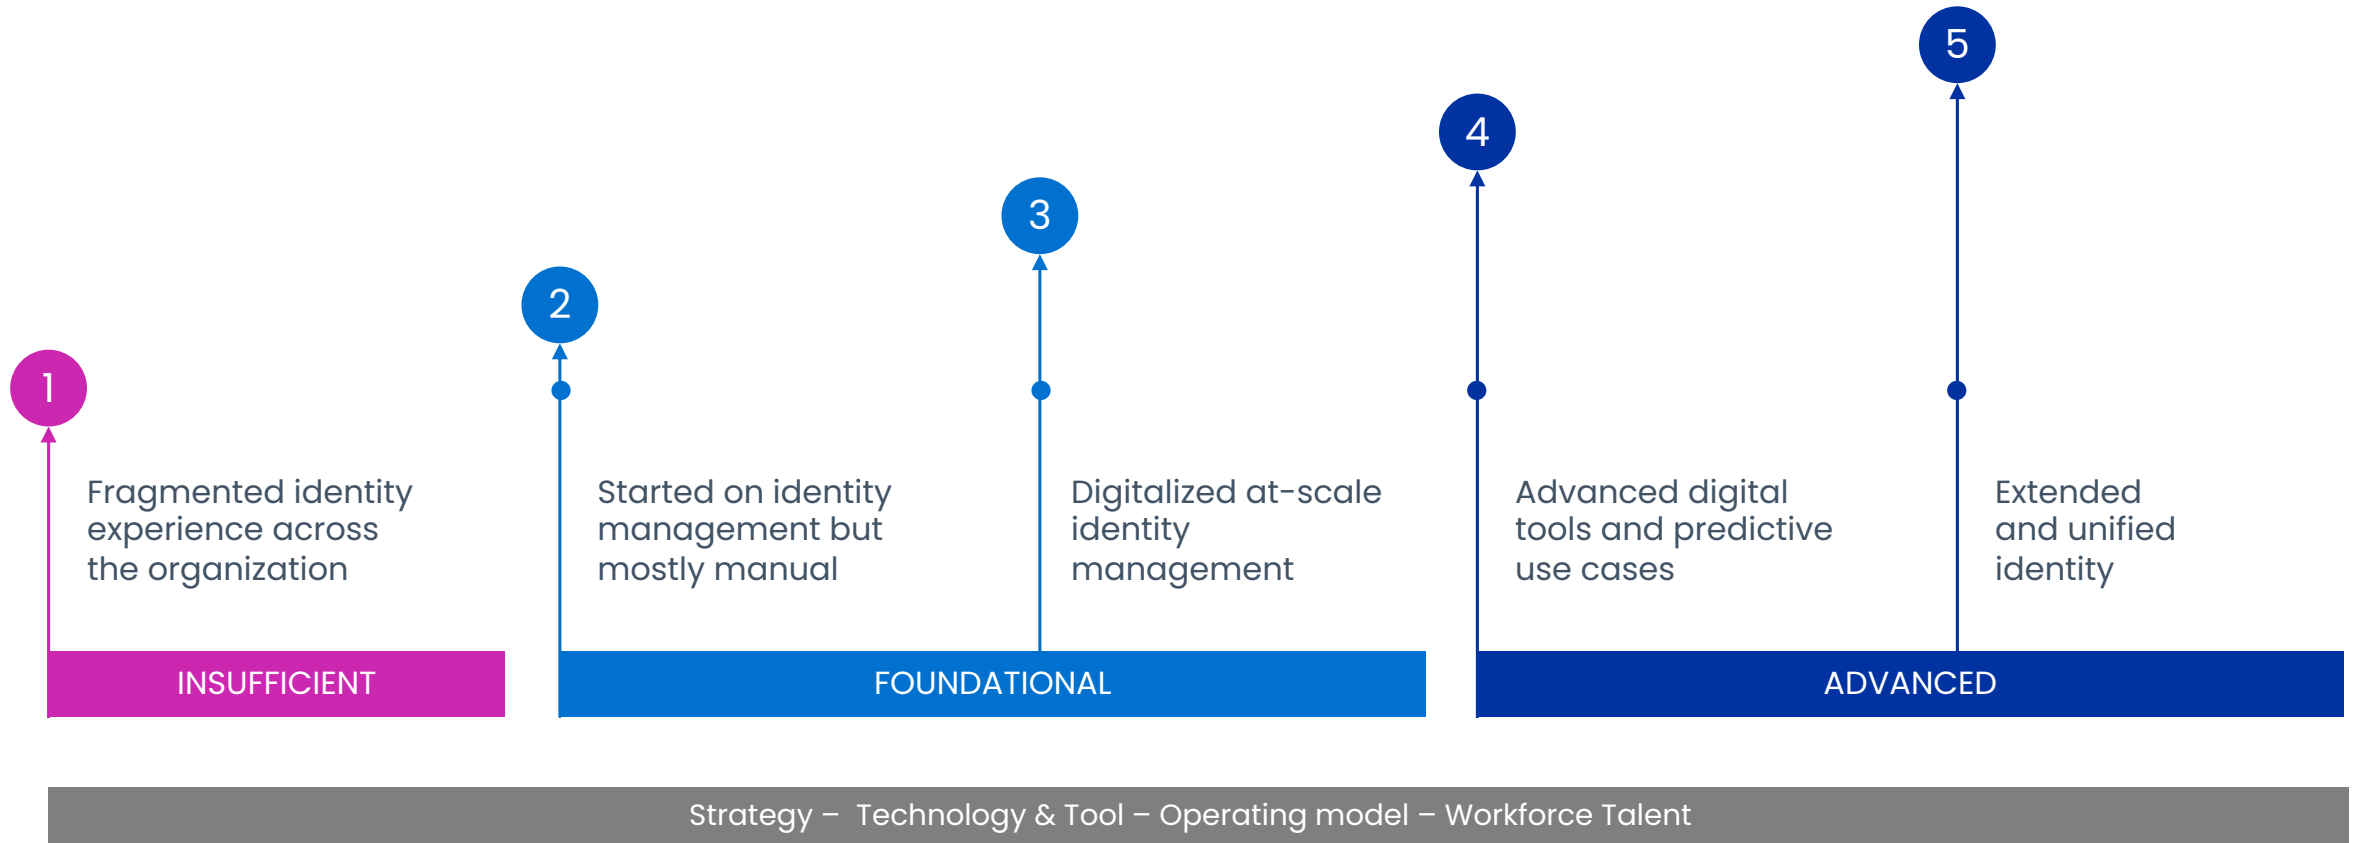 5
4
3
2
1
Fragmented identity
experience across
the organization
Started on identity
management but
mostly manual
Digitalized at-scale
identity
management
Advanced digital
tools and predictive
use cases
Extended
and unified
identity
INSUFFICIENT
FOUNDATIONAL
ADVANCED
Strategy – Technology & Tool – Operating model – Workforce Talent